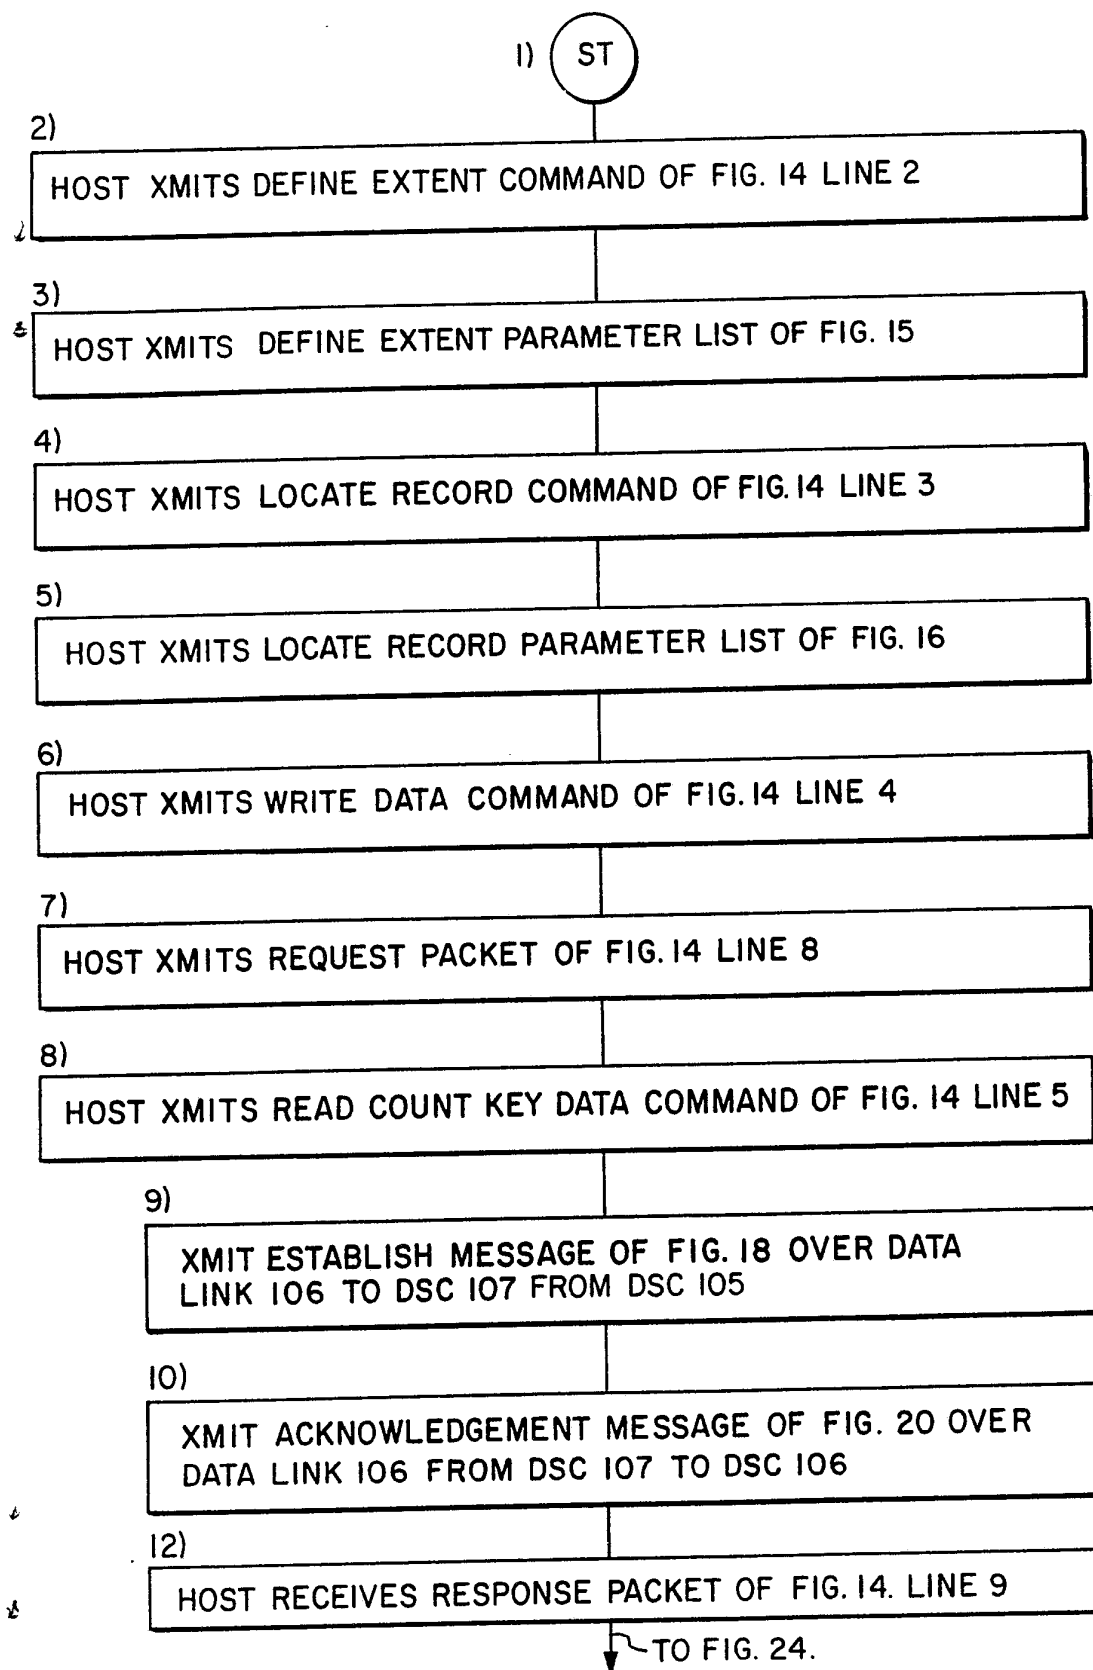 1) ST
2)
HOST XMITS DEFINE EXTENT COMMAND OF FIG. 14 LINE 2
3)
HOST XMITS DEFINE EXTENT PARAMETER LIST OF FIG. 15
4)
HOST XMITS LOCATE RECORD COMMAND OF FIG. 14 LINE 3
5)
HOST XMITS LOCATE RECORD PARAMETER LIST OF FIG. 16
6)
HOST XMITS WRITE DATA COMMAND OF FIG. 14 LINE 4
7)
HOST XMITS REQUEST PACKET OF FIG. 14 LINE 8
8)
HOST XMITS READ COUNT KEY DATA COMMAND OF FIG. 14 LINE 5
9)
XMIT ESTABLISH MESSAGE OF FIG. 18 OVER DATA
LINK 106 TO DSC 107 FROM DSC 105
10)
XMIT ACKNOWLEDGEMENT MESSAGE OF FIG. 20 OVER
DATA LINK 106 FROM DSC 107 TO DSC 106
12)
HOST RECEIVES RESPONSE PACKET OF FIG. 14. LINE 9
TO FIG. 24.